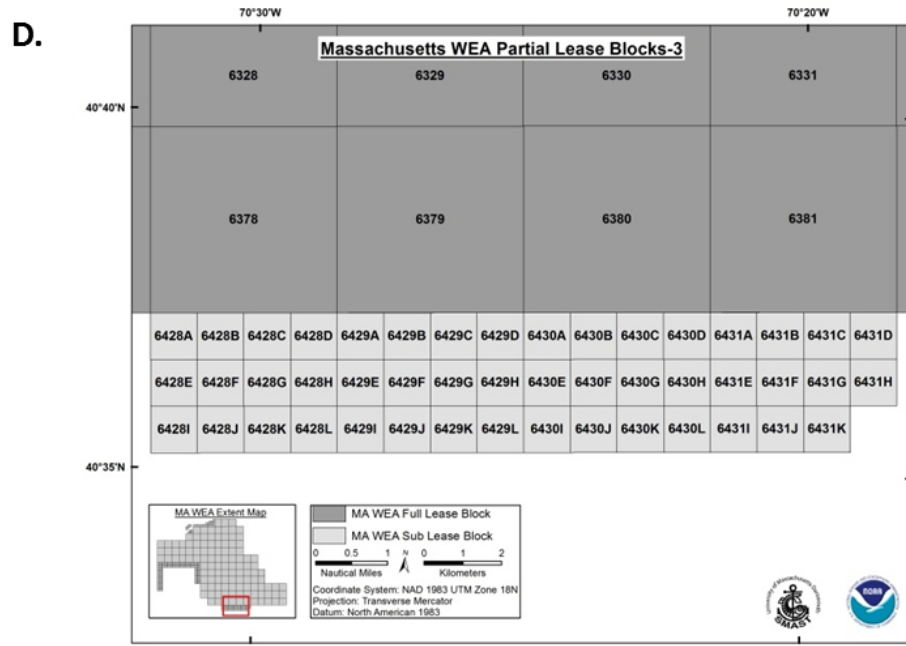 D.
70°30'W 70°20'W
Massachusetts WEA Partial Lease Blocks-3
6328 6329 6330 6331
40°40'N
6378 6379 6380 6381
6428A 6428B 6428C 6428D 6429A 6429B 6429C 6429D 6430A 6430B 6430C 6430D 6431A 6431B 6431C 6431D
6428E 6428F 6428G 6428H 6429E 6429F 6429G 6429H 6430E 6430F 6430G 6430H 6431E 6431F 6431G 6431H
6428I 6428J 6428K 6428L 6429I 6429J 6429K 6429L 6430I 6430J 6430K 6430L 6431I 6431J 6431K
40°35'N
MA WEA Extent Map
MA WEA Full Lease Block
MA WEA Sub Lease Block
0 0.5 1 N 0 1 2
Nautical Miles Kilometers
Coordinate System: NAD 1983 UTM Zone 18N
Projection: Transverse Mercator
Datum: North American 1983
University of Massachusetts Dartmouth
SMAST
NOAA